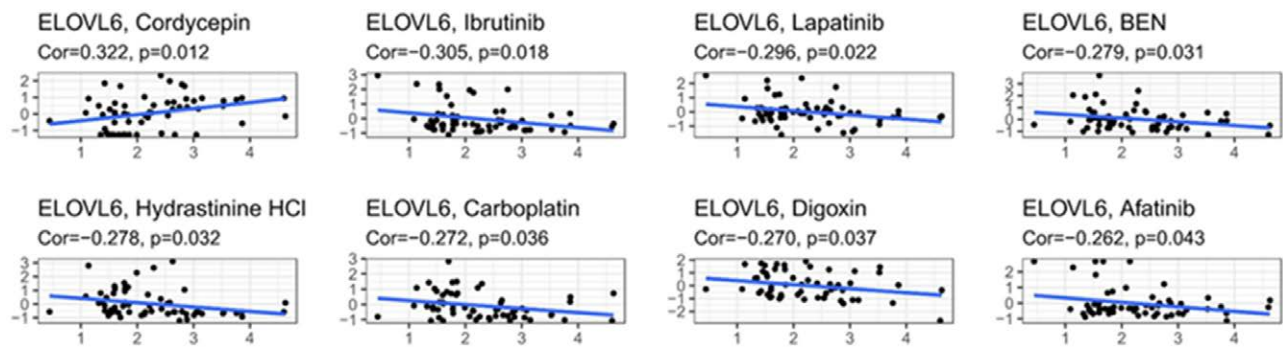 ELOVL6, Cordycepin
Cor=0.322, p=0.012
2
1
0
−1
1 2 3 4
ELOVL6, Ibrutinib
Cor=−0.305, p=0.018
3
2
1
0
−1
1 2 3 4
ELOVL6, Lapatinib
Cor=−0.296, p=0.022
2
1
0
−1
1 2 3 4
ELOVL6, BEN
Cor=−0.279, p=0.031
3
2
1
0
−1
1 2 3 4
ELOVL6, Hydrastinine HCl
Cor=−0.278, p=0.032
3
2
1
0
−1
1 2 3 4
ELOVL6, Carboplatin
Cor=−0.272, p=0.036
3
2
1
0
−1
1 2 3 4
ELOVL6, Digoxin
Cor=−0.270, p=0.037
2
1
0
−1
−2
1 2 3 4
ELOVL6, Afatinib
Cor=−0.262, p=0.043
2
1
0
−1
1 2 3 4